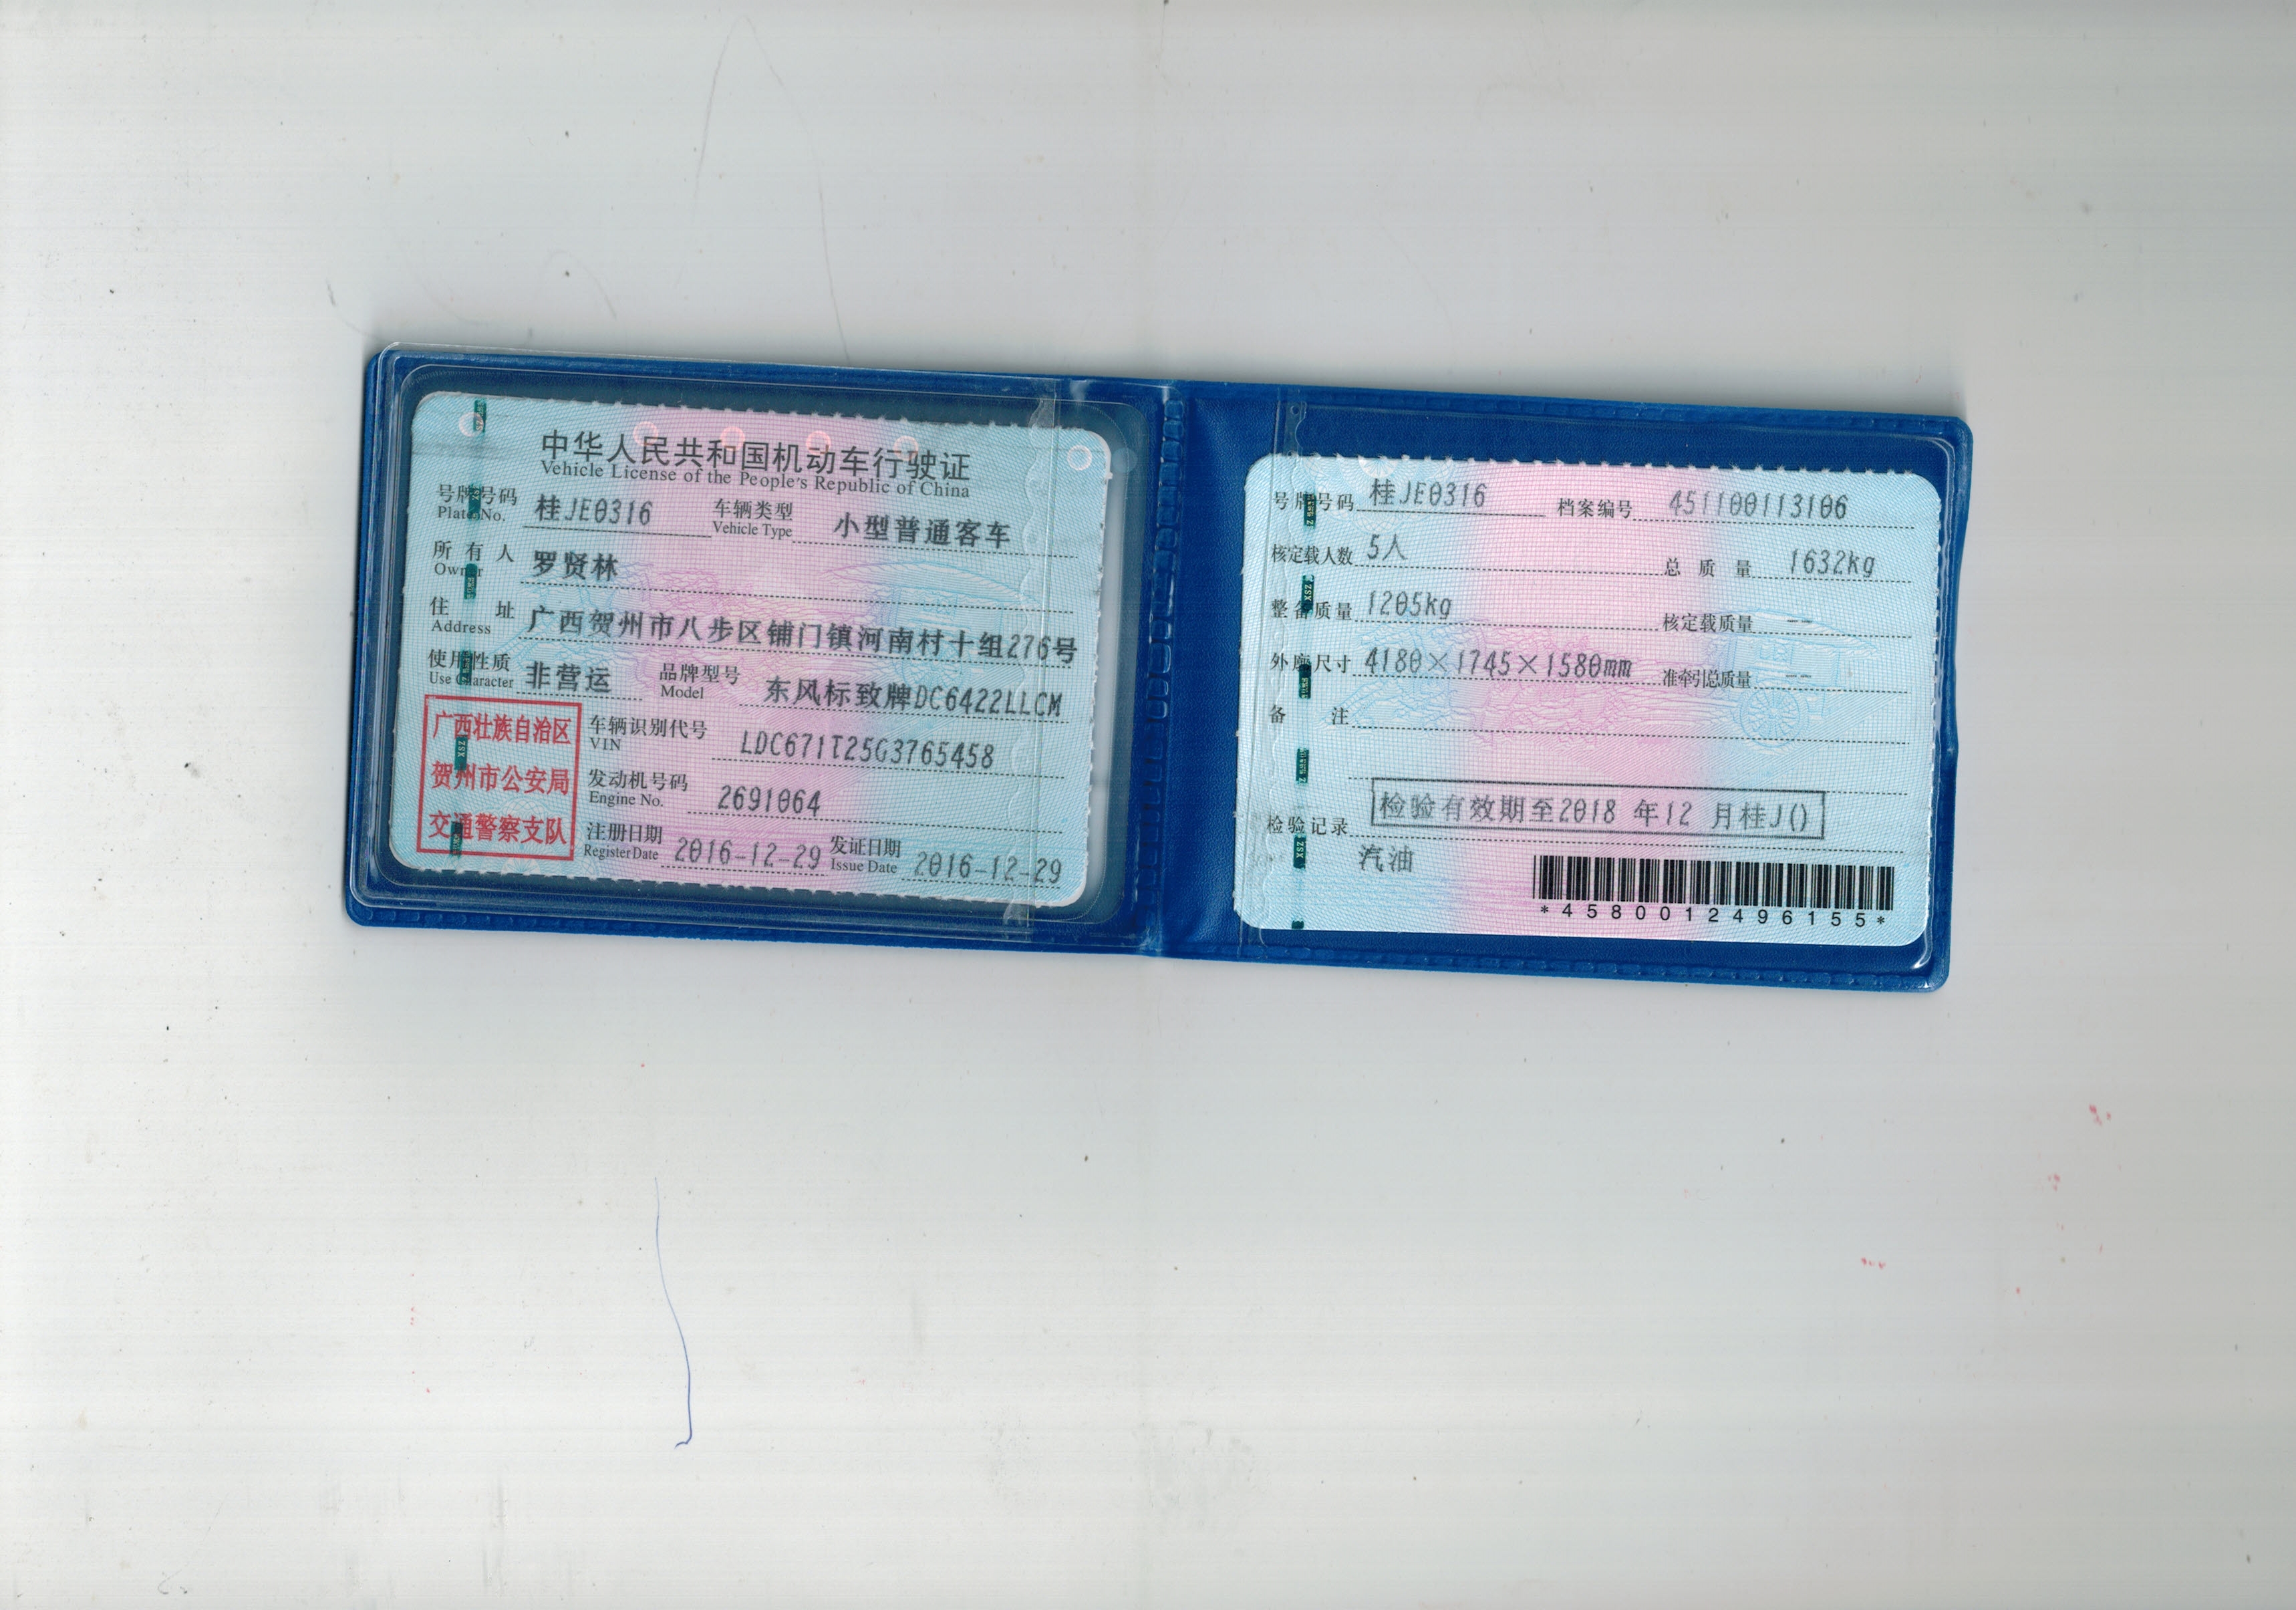 中华人民共和国机动车行驶证
Vehicle License of the People's Republic of China
号牌号码 桂JE0316 车辆类型 小型普通客车
Plate No. Vehicle Type
所有人 罗贤林
Owner
住址 广西贺州市八步区铺门镇河南村十组276号
Address
使用性质 非营运 品牌型号 东风标致牌DC6422LLCM
Use Character Model
广西壮族自治区
贺州市公安局
交通警察支队
车辆识别代号 LDC671T25G3765458
VIN
发动机号码 2691064
Engine No.
注册日期 2016-12-29 发证日期 2016-12-29
Register Date Issue Date
号牌号码 桂JE0316 档案编号 451100113106
核定载人数 5人 总质量 1632kg
整备质量 1205kg 核定载质量 --
外廓尺寸 4180×1745×1580mm 准牵引总质量 --
备注
检验记录 检验有效期至2018 年12 月桂J()
汽油
*4580012496155*